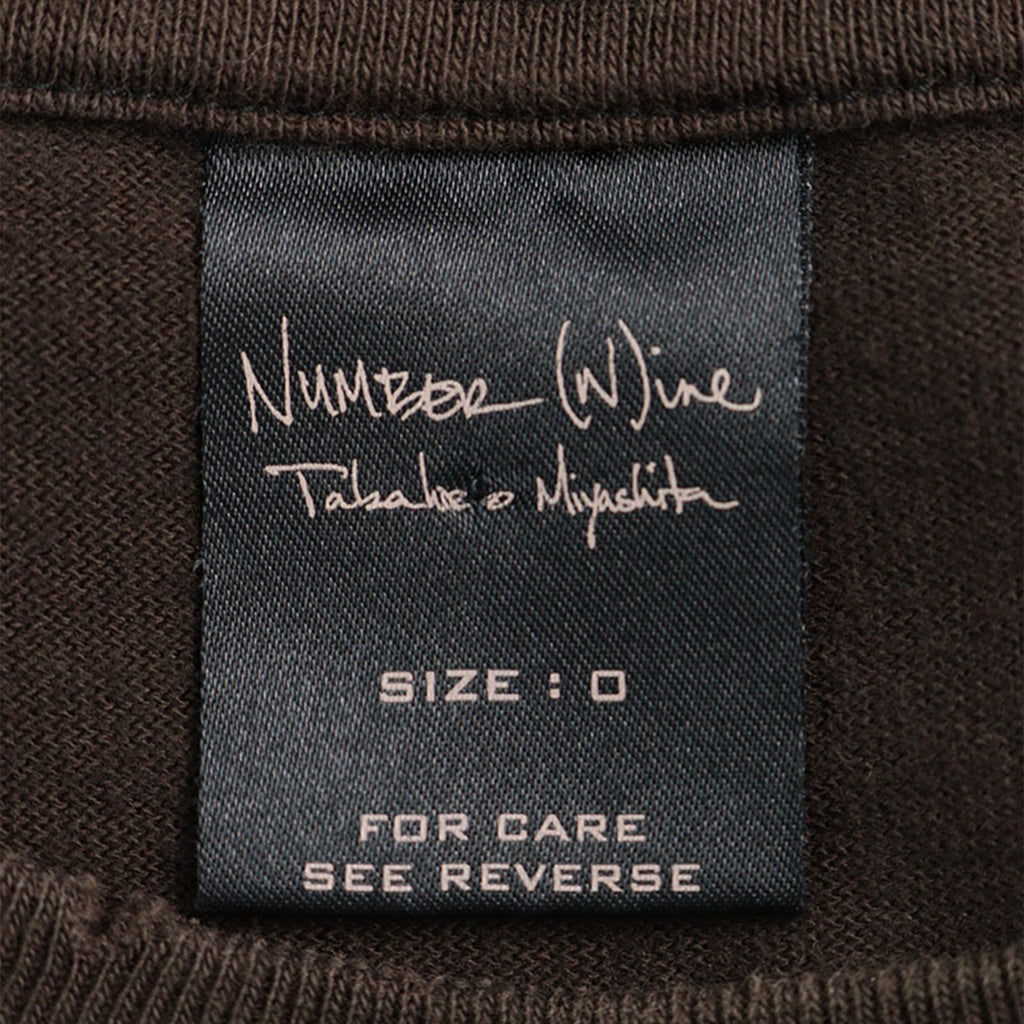 NUMBER (N)ine
Takahiro Miyashita
SIZE : 0
FOR CARE
SEE REVERSE